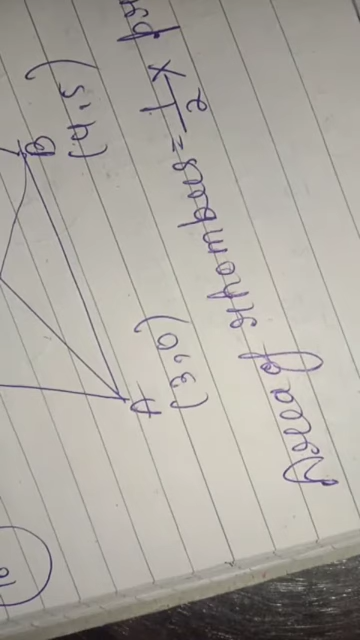 A
(3,0)
B
(4,5)
Area of rhombus = 1/2 x